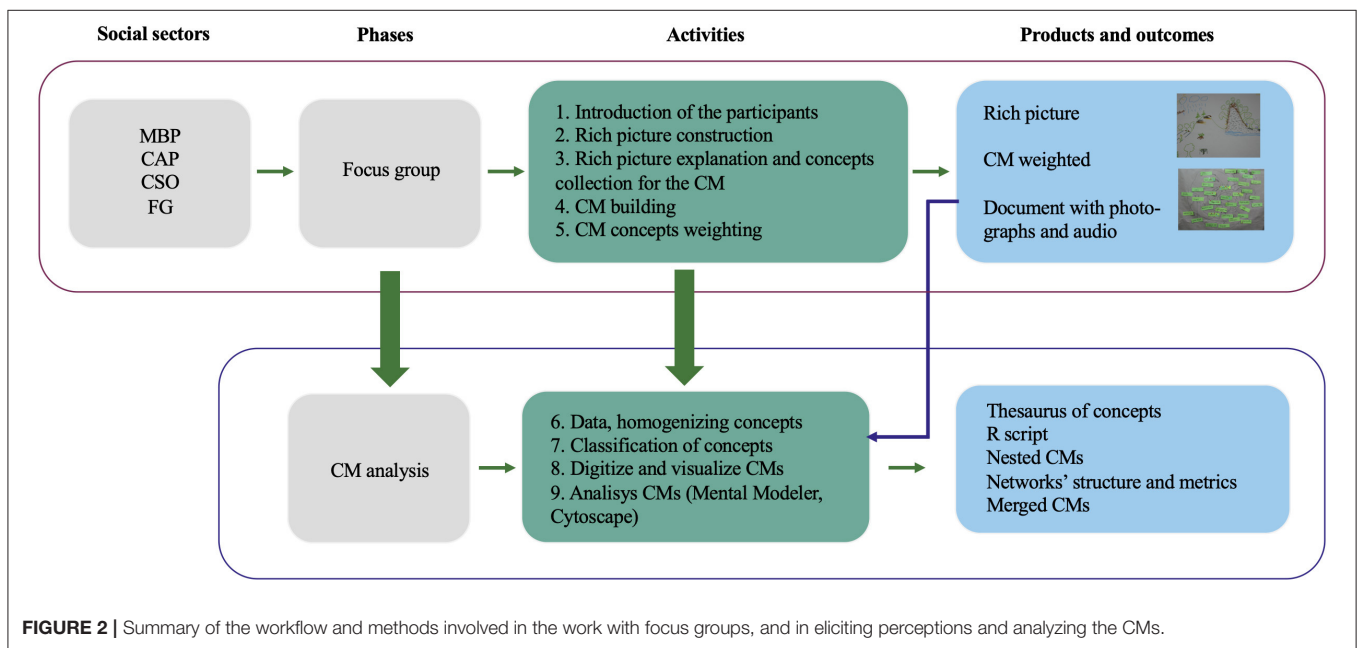 Social sectors
Phases
Activities
Products and outcomes
MBP
CAP
CSO
FG
Focus group
1. Introduction of the participants
2. Rich picture construction
3. Rich picture explanation and concepts
collection for the CM
4. CM building
5. CM concepts weighting
Rich picture
CM weighted
Document with photo-
graphs and audio
CM analysis
6. Data, homogenizing concepts
7. Classification of concepts
8. Digitize and visualize CMs
9. Analisys CMs (Mental Modeler,
Cytoscape)
Thesaurus of concepts
R script
Nested CMs
Networks’ structure and metrics
Merged CMs
FIGURE 2 | Summary of the workflow and methods involved in the work with focus groups, and in eliciting perceptions and analyzing the CMs.